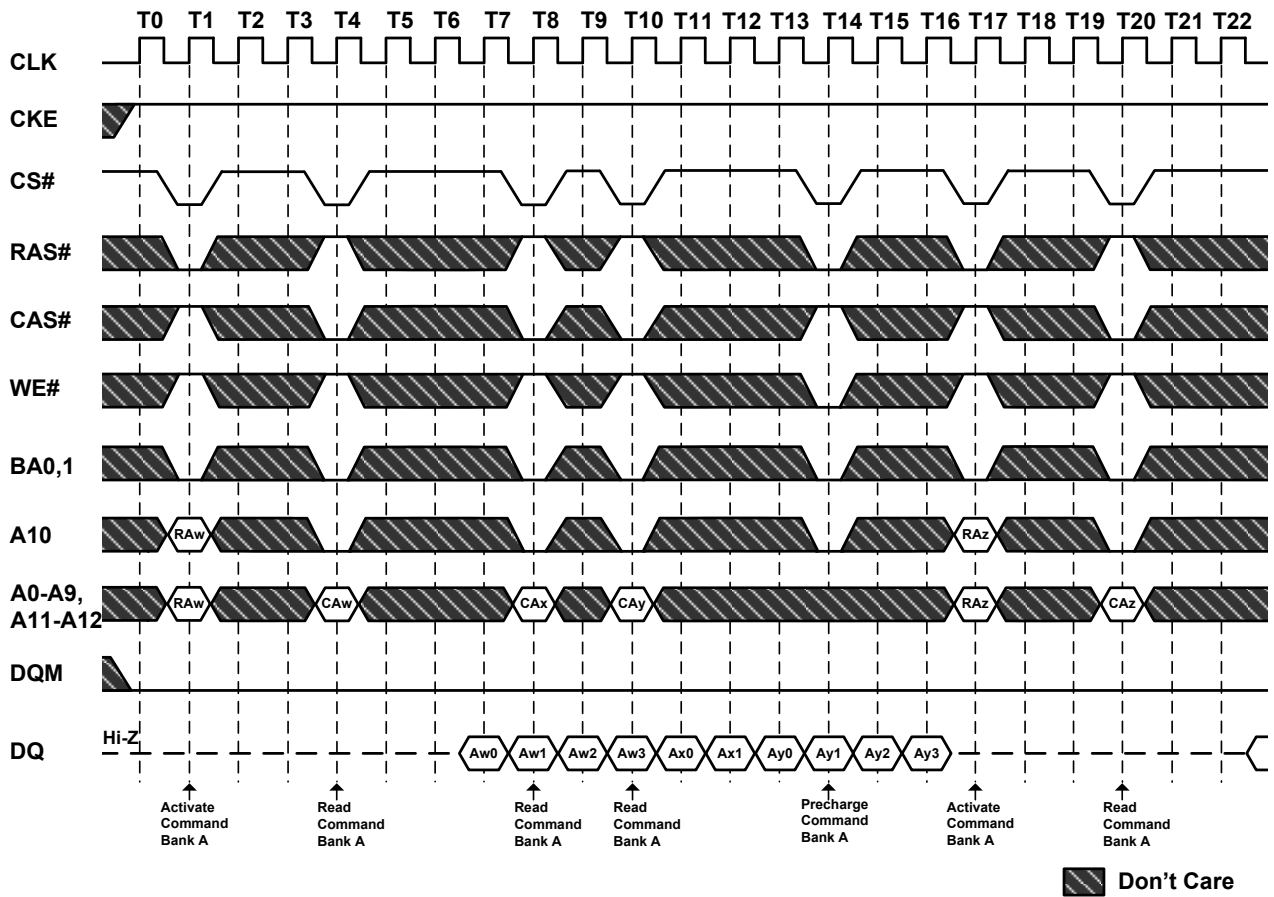 T0 T1 T2 T3 T4 T5 T6 T7 T8 T9 T10 T11 T12 T13 T14 T15 T16 T17 T18 T19 T20 T21 T22
CLK
CKE
CS#
RAS#
CAS#
WE#
BA0,1
A10
RAw RAz
A0-A9,
A11-A12
RAw CAw CAx CAy RAz CAz
DQM
DQ
Hi-Z
Aw0 Aw1 Aw2 Aw3 Ax0 Ax1 Ay0 Ay1 Ay2 Ay3
Activate
Command
Bank A
Read
Command
Bank A
Read
Command
Bank A
Read
Command
Bank A
Precharge
Command
Bank A
Activate
Command
Bank A
Read
Command
Bank A
Don't Care